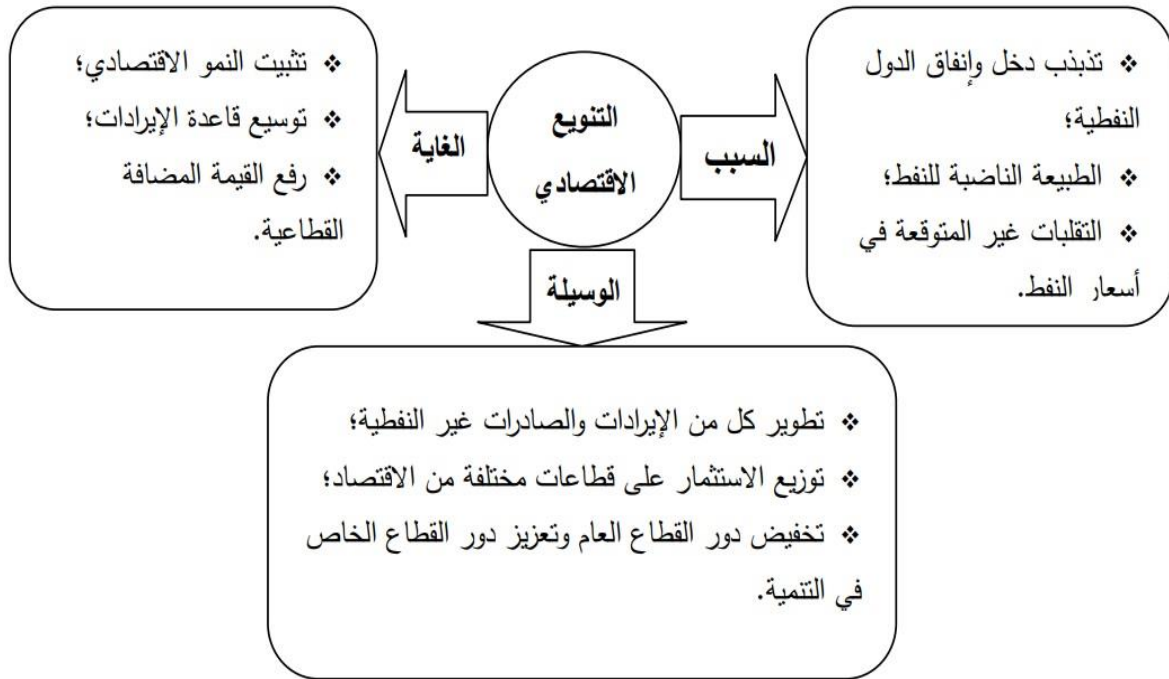 التنويع
الاقتصادي
السبب
❖ تذبذب دخل وإنفاق الدول
النفطية؛
❖ الطبيعة الناضبة للنفط؛
❖ التقلبات غير المتوقعة في
أسعار النفط.
الغاية
❖ تثبيت النمو الاقتصادي؛
❖ توسيع قاعدة الإيرادات؛
❖ رفع القيمة المضافة
القطاعية.
الوسيلة
❖ تطوير كل من الإيرادات والصادرات غير النفطية؛
❖ توزيع الاستثمار على قطاعات مختلفة من الاقتصاد؛
❖ تخفيض دور القطاع العام وتعزيز دور القطاع الخاص
في التنمية.